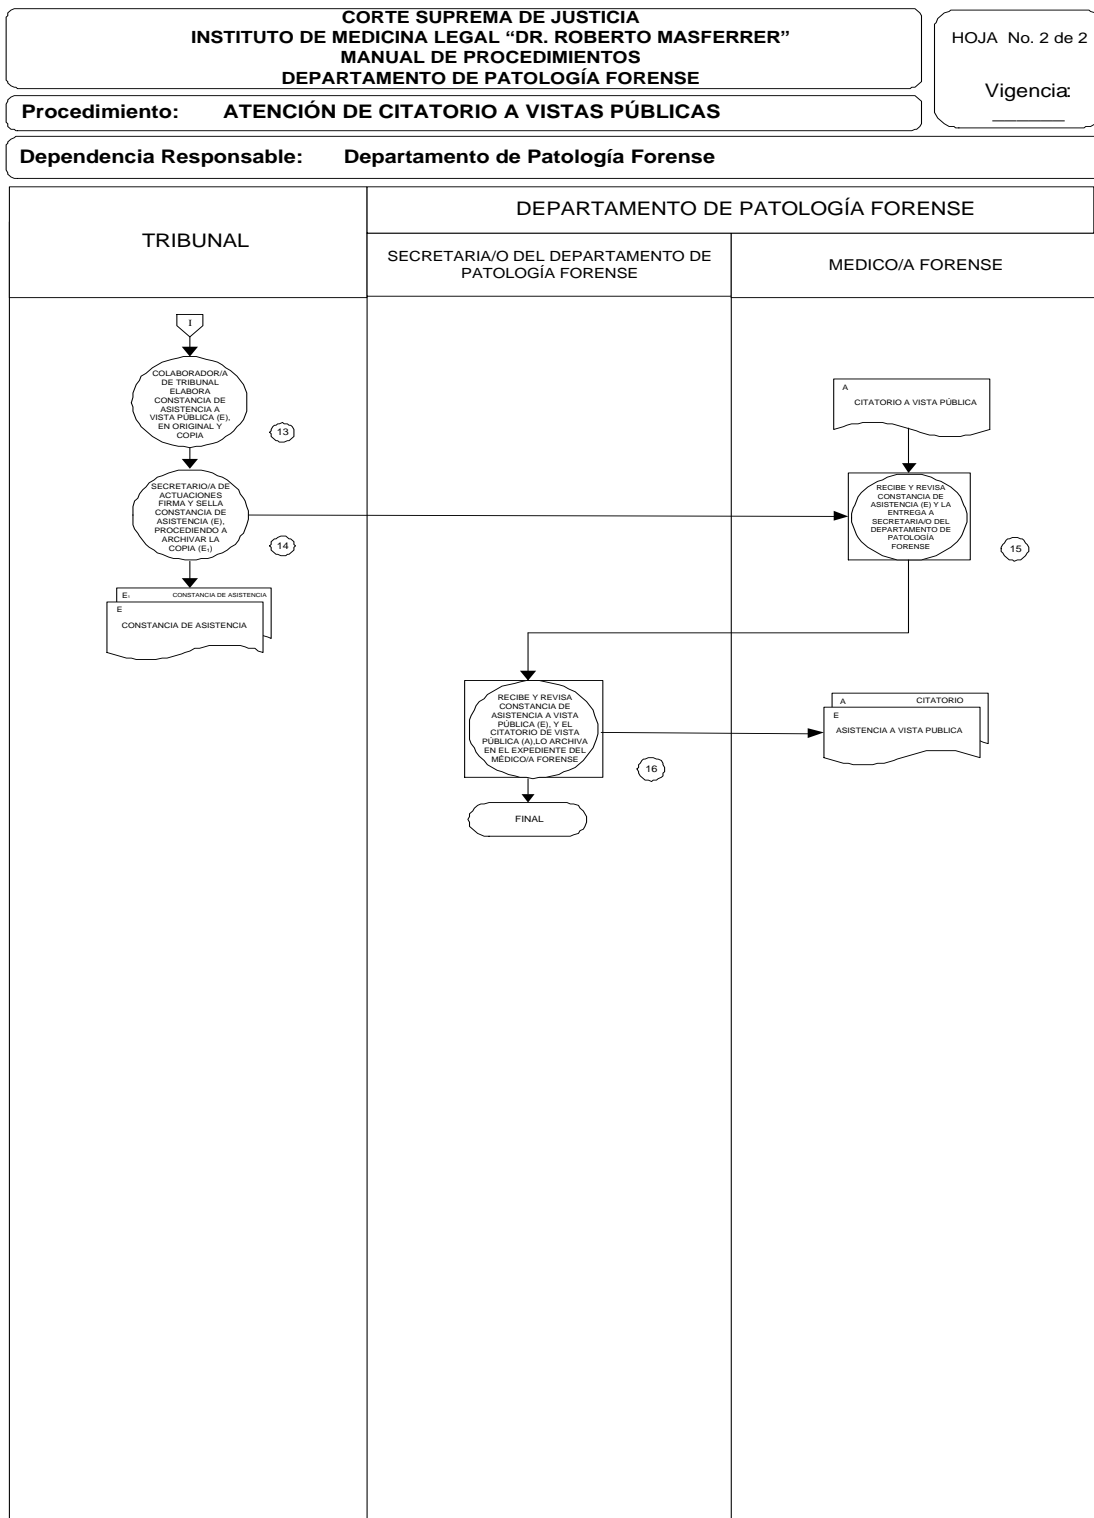 CORTE SUPREMA DE JUSTICIA
INSTITUTO DE MEDICINA LEGAL “DR. ROBERTO MASFERRER”
MANUAL DE PROCEDIMIENTOS
DEPARTAMENTO DE PATOLOGÍA FORENSE
HOJA No. 2 de 2
Vigencia:
______
Procedimiento: ATENCIÓN DE CITATORIO A VISTAS PÚBLICAS
Dependencia Responsable: Departamento de Patología Forense
TRIBUNAL
DEPARTAMENTO DE PATOLOGÍA FORENSE
SECRETARIA/O DEL DEPARTAMENTO DE
PATOLOGÍA FORENSE
MEDICO/A FORENSE
I
COLABORADOR/A
DE TRIBUNAL
ELABORA
CONSTANCIA DE
ASISTENCIA A
VISTA PÚBLICA (E),
EN ORIGINAL Y
COPIA
13
A
CITATORIO A VISTA PÚBLICA
SECRETARIO/A DE
ACTUACIONES
FIRMA Y SELLA
CONSTANCIA DE
ASISTENCIA (E),
PROCEDIENDO A
ARCHIVAR LA
COPIA (E₁)
14
RECIBE Y REVISA
CONSTANCIA DE
ASISTENCIA (E) Y LA
ENTREGA A
SECRETARIA/O DEL
DEPARTAMENTO DE
PATOLOGÍA
FORENSE
15
E₁ CONSTANCIA DE ASISTENCIA
E
CONSTANCIA DE ASISTENCIA
RECIBE Y REVISA
CONSTANCIA DE
ASISTENCIA A VISTA
PÚBLICA (E), Y EL
CITATORIO DE VISTA
PÚBLICA (A),LO ARCHIVA
EN EL EXPEDIENTE DEL
MÉDICO/A FORENSE
16
A CITATORIO
E
ASISTENCIA A VISTA PUBLICA
FINAL